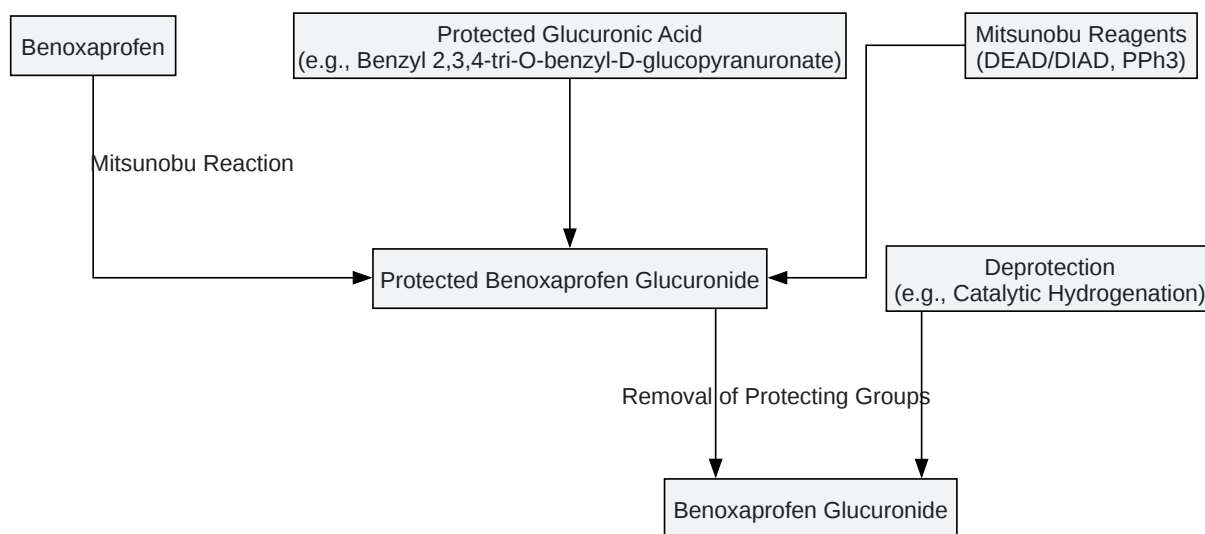 Benoxaprofen
Protected Glucuronic Acid
(e.g., Benzyl 2,3,4-tri-O-benzyl-D-glucopyranuronate)
Mitsunobu Reagents
(DEAD/DIAD, PPh3)
Mitsunobu Reaction
Protected Benoxaprofen Glucuronide
Deprotection
(e.g., Catalytic Hydrogenation)
Removal of Protecting Groups
Benoxaprofen Glucuronide